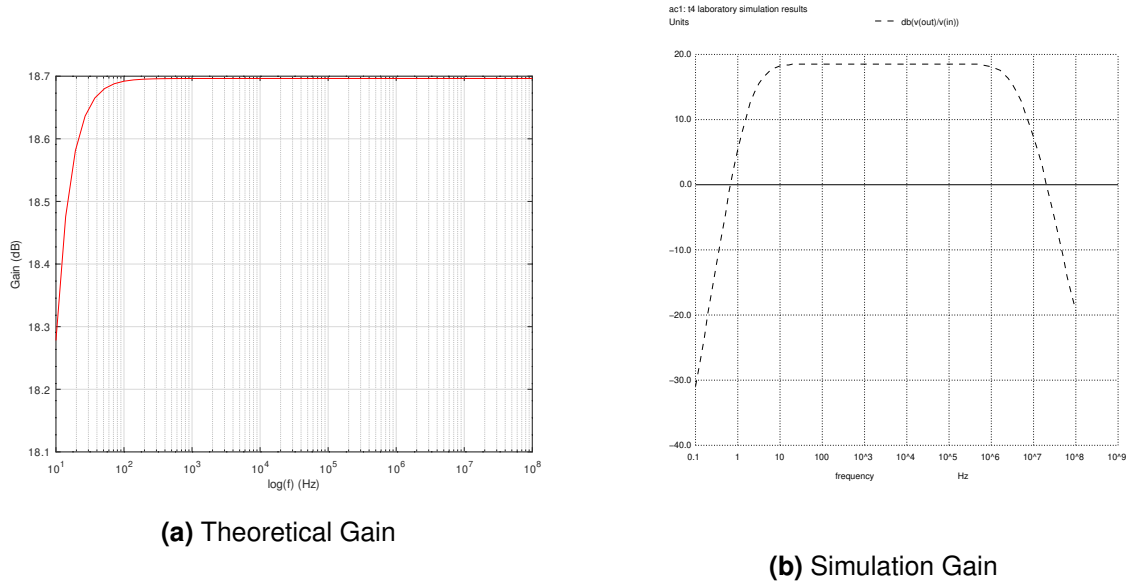 18.7
18.6
18.5
18.4
18.3
18.2
18.1
Gain (dB)
10^1 10^2 10^3 10^4 10^5 10^6 10^7 10^8
log(f) (Hz)
(a) Theoretical Gain
ac1: t4 laboratory simulation results
Units
db(v(out)/v(in))
20.0
10.0
0.0
−10.0
−20.0
−30.0
−40.0
0.1 1 10 100 10^3 10^4 10^5 10^6 10^7 10^8 10^9
frequency Hz
(b) Simulation Gain